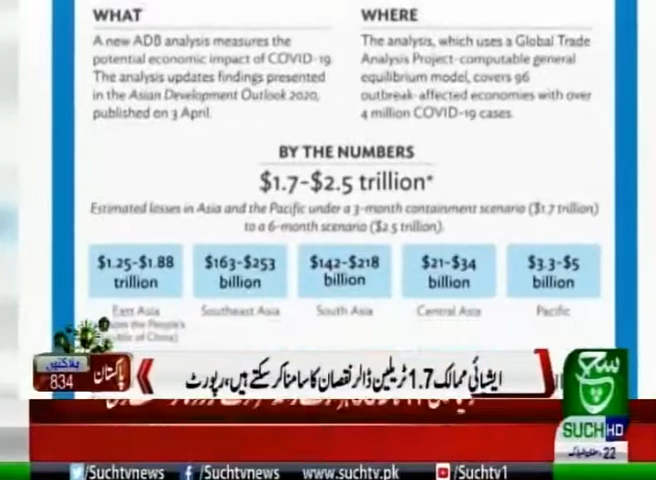 WHAT
A new ADB analysis measures the
potential economic impact of COVID-19
The analysis updates findings presented
in the Asian Development Outlook 2020,
published on 3 April
WHERE
The analysis, which uses a Global Trade
Analysis Project-computable general
equilibrium model, covers 96
outbreak-affected economies with over
4 million COVID-19 cases.
BY THE NUMBERS
$1.7-$2.5 trillion*
Estimated losses in Asia and the Pacific under a 3-month containment scenario ($1.7 trillion)
to a 6-month scenario ($2.5 trillion).
$1.25-$1.88 trillion
East Asia
$163-$253 billion
Southeast Asia
$142-$218 billion
South Asia
$21-$34 billion
Central Asia
$3.3-$5 billion
Pacific
پاکستان
ہلاکتیں
834
ایشیائی ممالک 1.7 ٹریلین ڈالر نقصان کا سامنا کر سکتے ہیں، رپورٹ
سچ
SUCH HD
22
/Suchtvnews
/Suchtvnews
www.suchtv.pk
/Suchtv1